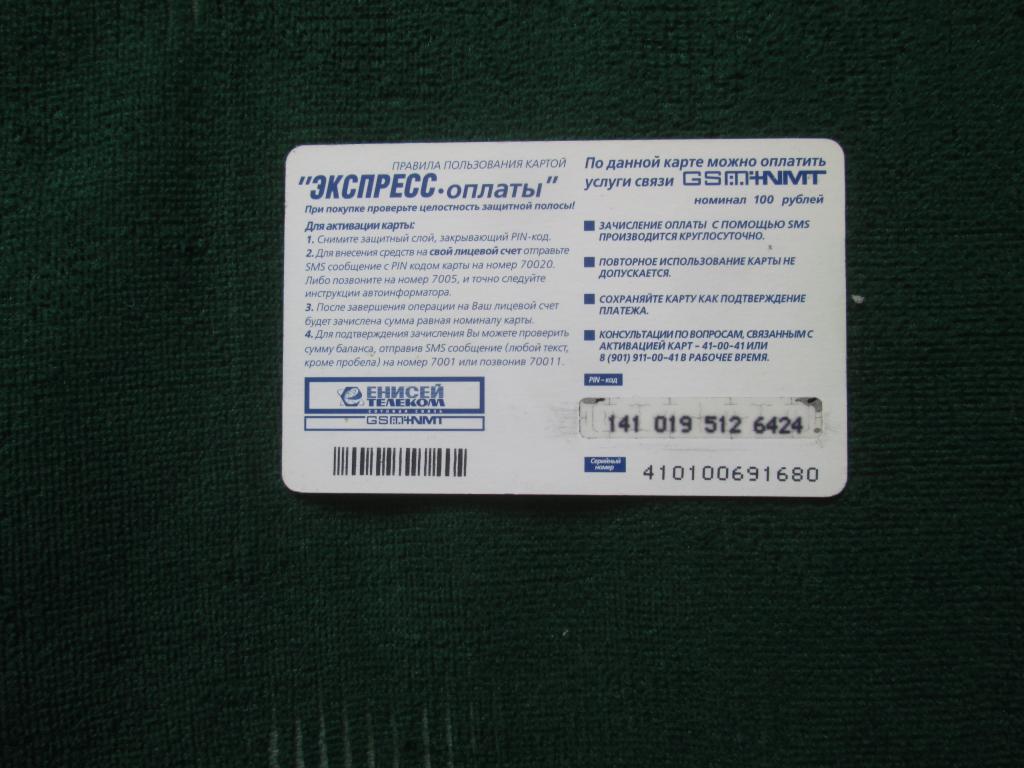 ПРАВИЛА ПОЛЬЗОВАНИЯ КАРТОЙ
"ЭКСПРЕСС•оплаты"
При покупке проверьте целостность защитной полосы!
Для активации карты:
1. Снимите защитный слой, закрывающий PIN-код.
2. Для внесения средств на свой лицевой счет отправьте
SMS сообщение с PIN кодом карты на номер 70020.
Либо позвоните на номер 7005, и точно следуйте
инструкции автоинформатора.
3. После завершения операции на Ваш лицевой счет
будет зачислена сумма равная номиналу карты.
4. Для подтверждения зачисления Вы можете проверить
сумму баланса, отправив SMS сообщение (любой текст,
кроме пробела) на номер 7001 или позвонив 70011.
ЕНИСЕЙ
ТЕЛЕКОМ
СОТОВАЯ СВЯЗЬ
GSM+NMT
По данной карте можно оплатить
услуги связи GSM+NMT
номинал 100 рублей
ЗАЧИСЛЕНИЕ ОПЛАТЫ С ПОМОЩЬЮ SMS
ПРОИЗВОДИТСЯ КРУГЛОСУТОЧНО.
ПОВТОРНОЕ ИСПОЛЬЗОВАНИЕ КАРТЫ НЕ
ДОПУСКАЕТСЯ.
СОХРАНЯЙТЕ КАРТУ КАК ПОДТВЕРЖДЕНИЕ
ПЛАТЕЖА.
КОНСУЛЬТАЦИИ ПО ВОПРОСАМ, СВЯЗАННЫМ С
АКТИВАЦИЕЙ КАРТ – 41-00-41 ИЛИ
8 (901) 911-00-41 В РАБОЧЕЕ ВРЕМЯ.
PIN – код
141 019 512 6424
Серийный
номер
410100691680